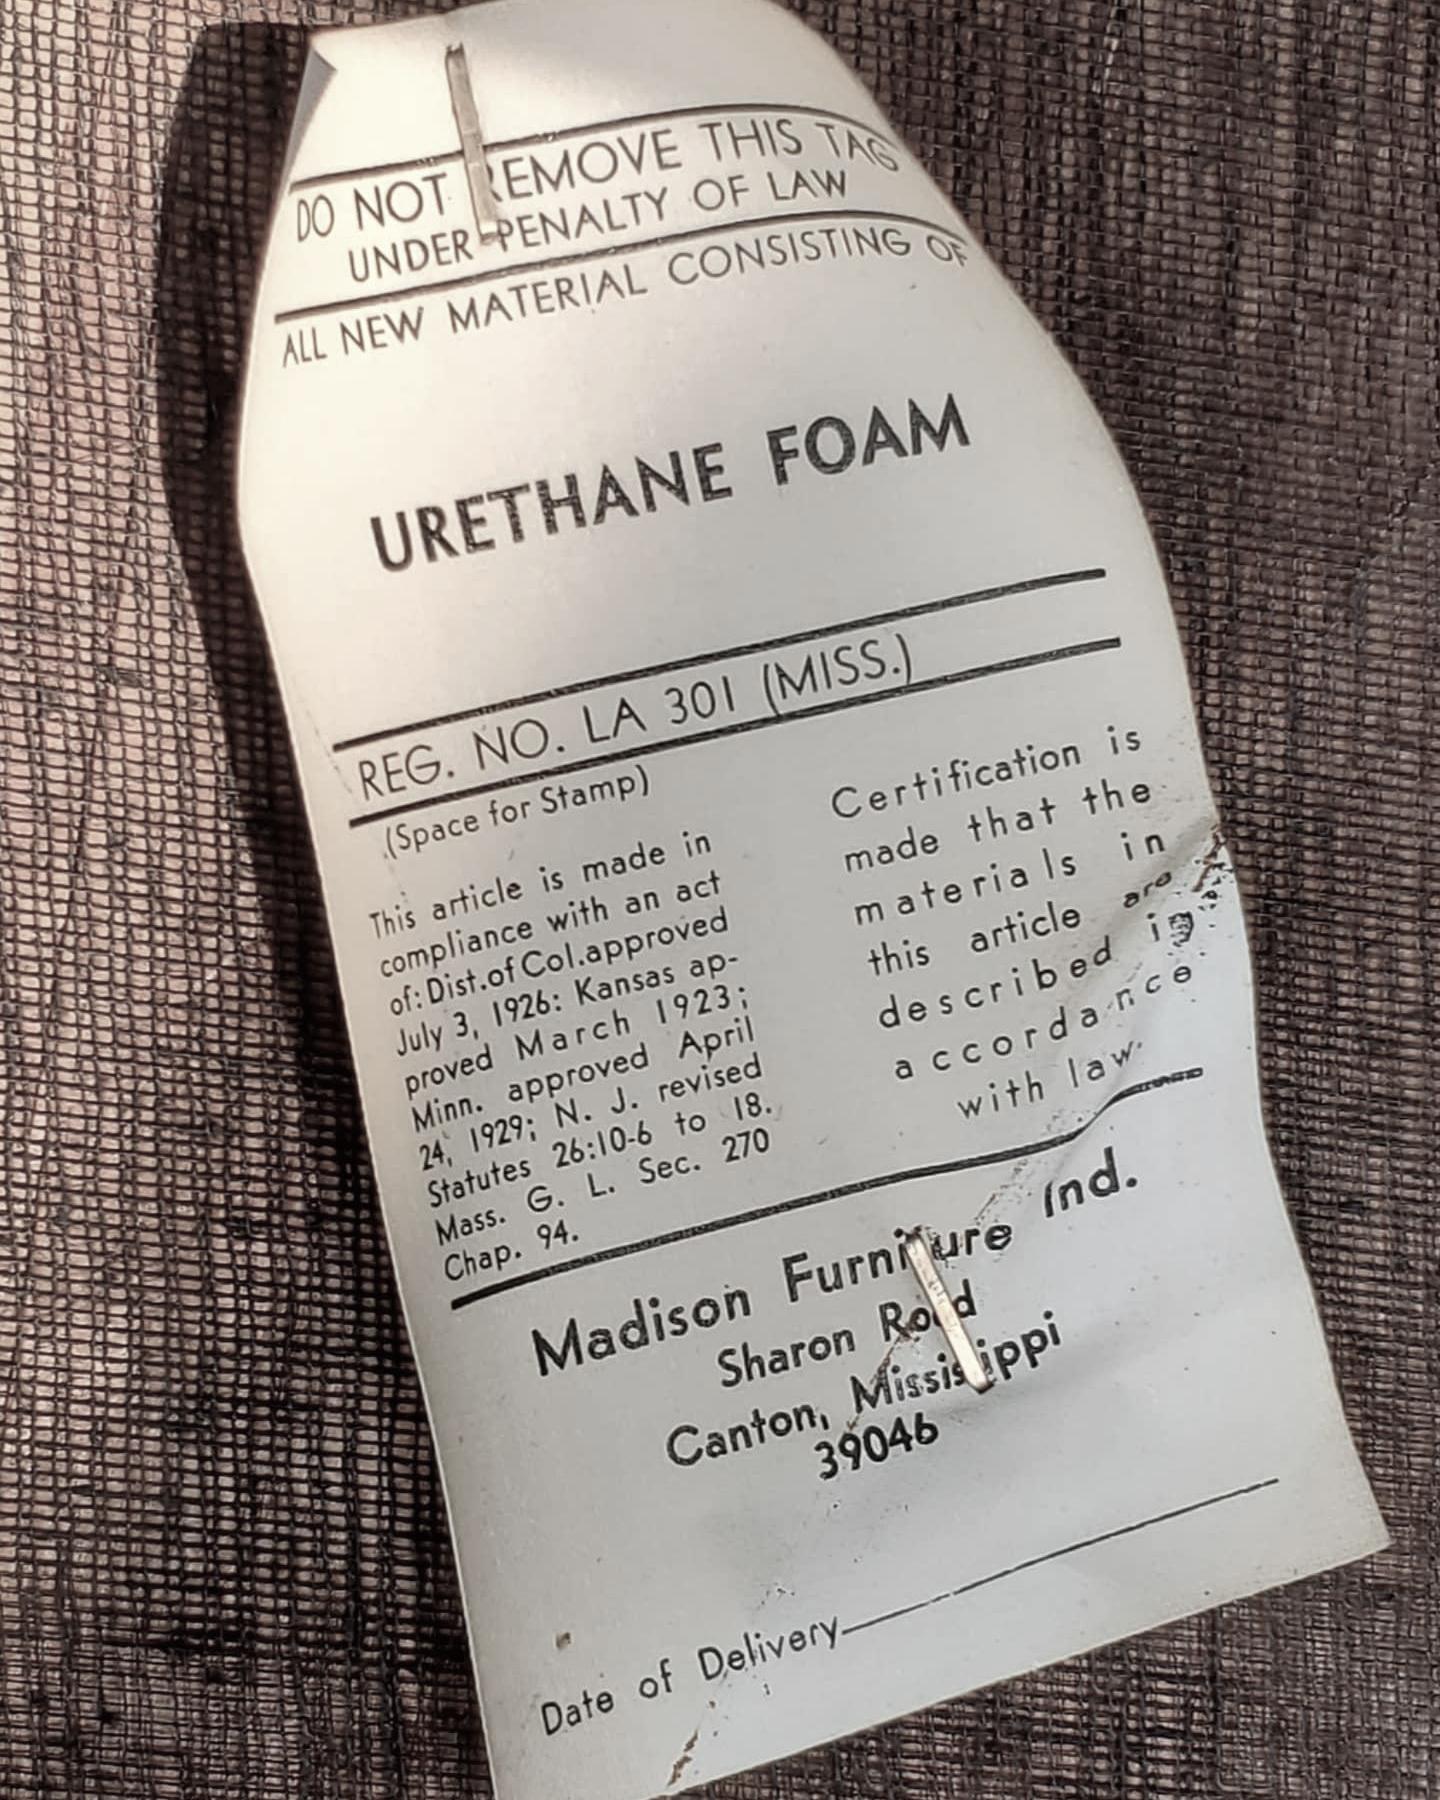 DO NOT REMOVE THIS TAG
UNDER PENALTY OF LAW
ALL NEW MATERIAL CONSISTING OF
URETHANE FOAM
REG. NO. LA 301 (MISS.)
(Space for Stamp)
This article is made in
compliance with an act
of: Dist. of Col. approved
July 3, 1926: Kansas ap-
proved March 1923;
Minn. approved April
24, 1929; N. J. revised
Statutes 26:10-6 to 18.
Mass. G. L. Sec. 270
Chap. 94.
Certification is
made that the
materials in
this article are
described in
accordance
with law.
Madison Furniture Ind.
Sharon Road
Canton, Mississippi
39046
Date of Delivery